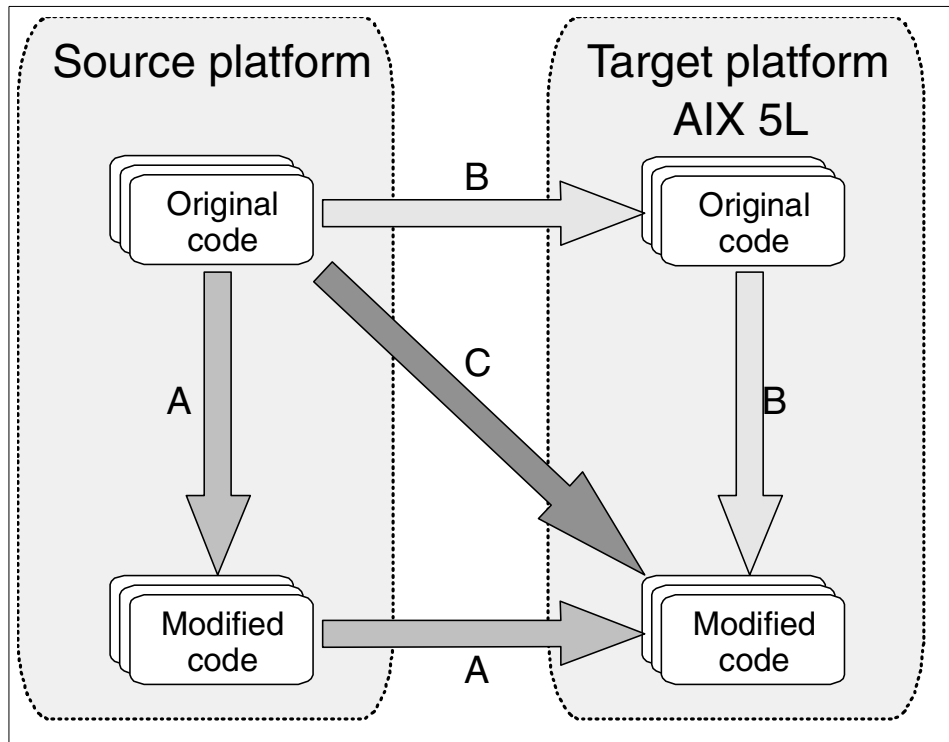 Source platform
Target platform
AIX 5L
Original
code
B
Original
code
A
C
B
Modified
code
A
Modified
code